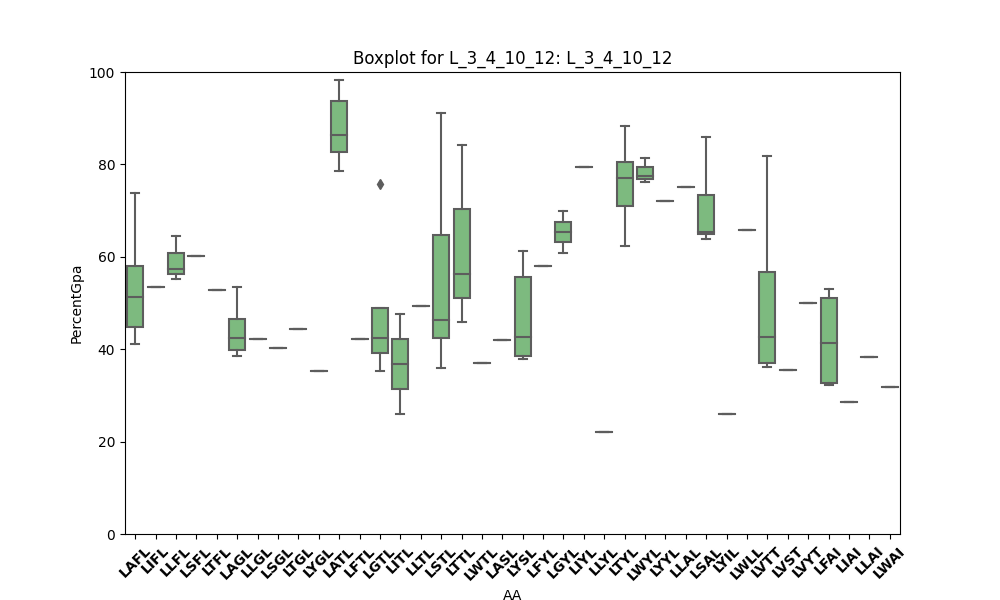 Boxplot for L_3_4_10_12: L_3_4_10_12
100
80
60
40
20
0
PercentGpa
LAFL LIFL LLFL LSFL LTFL LAGL LLGL LSGL LTGL LYGL LATL LFTL LGTL LITL LLTL LSTL LTTL LWTL LASL LYSL LFYL LGYL LIYL LLYL LTYL LWYL LYYL LLAL LSAL LYIL LWLL LVTT LVST LVYT LFAI LIAI LLAI LWAI
AA